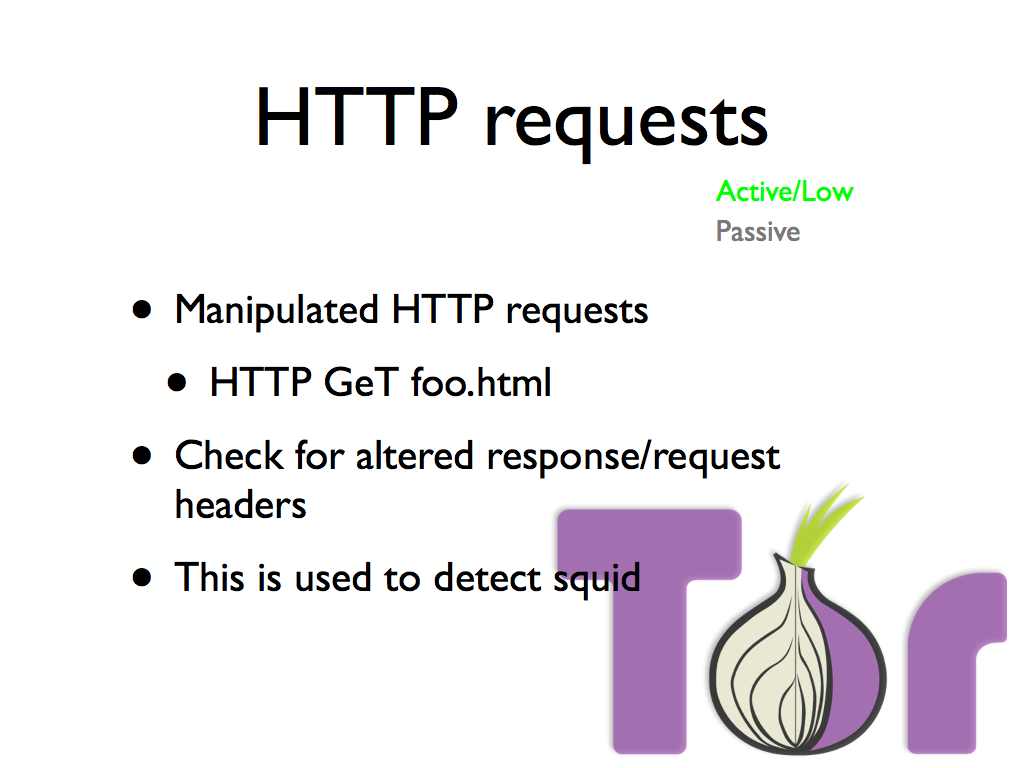 HTTP requests
Active/Low
Passive
• Manipulated HTTP requests
• HTTP GeT foo.html
• Check for altered response/request
headers
• This is used to detect squid
Tor